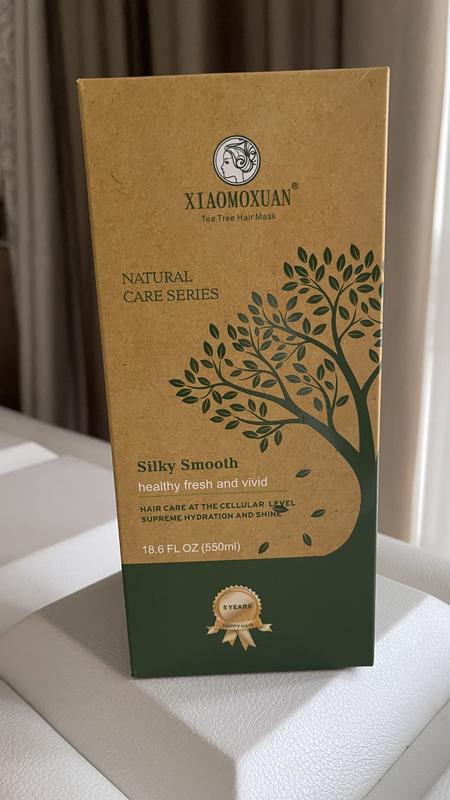 XIAOMOXUAN®
Tea Tree Hair Mask
NATURAL
CARE SERIES
Silky Smooth
healthy fresh and vivid
HAIR CARE AT THE CELLULAR LEVEL
SUPREME HYDRATION AND SHINE
18.6 FL OZ (550ml)
5 YEARS
HAPPY HAIR